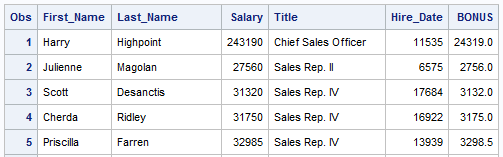 Obs First_Name Last_Name Salary Title Hire_Date BONUS
1 Harry Highpoint 243190 Chief Sales Officer 11535 24319.0
2 Julienne Magolan 27560 Sales Rep. II 6575 2756.0
3 Scott Desanctis 31320 Sales Rep. IV 17684 3132.0
4 Cherda Ridley 31750 Sales Rep. IV 16922 3175.0
5 Priscilla Farren 32985 Sales Rep. IV 13939 3298.5